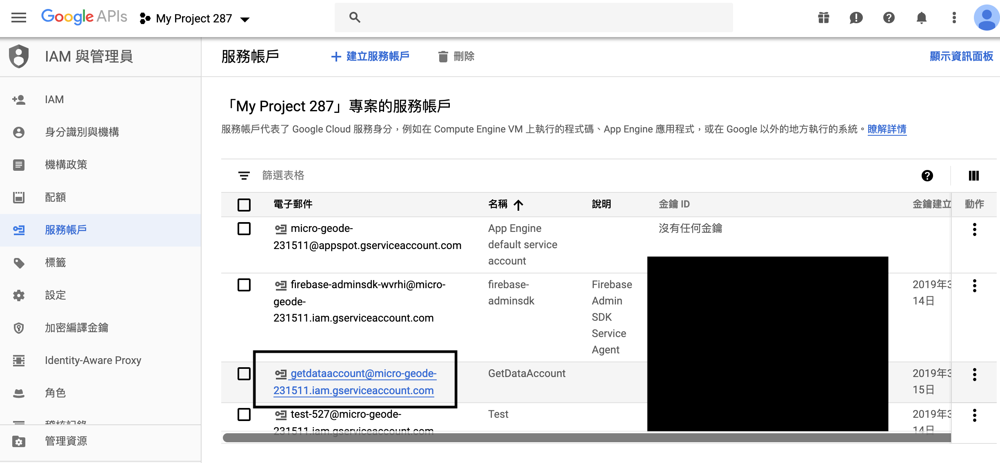 Google APIs
My Project 287
IAM 與管理員
服務帳戶
建立服務帳戶
刪除
顯示資訊面板
IAM
身分識別與機構
機構政策
配額
服務帳戶
標籤
設定
加密編譯金鑰
Identity-Aware Proxy
角色
稽核記錄
管理資源
「My Project 287」專案的服務帳戶
服務帳戶代表了 Google Cloud 服務身分，例如在 Compute Engine VM 上執行的程式碼、App Engine 應用程式，或在 Google 以外的地方執行的系統。瞭解詳情
篩選表格
電子郵件 名稱 說明 金鑰 ID 金鑰建立 動作
micro-geode-
231511@appspot.gserviceaccount.com
App Engine
default service
account
沒有任何金鑰
firebase-adminsdk-wvrhi@micro-
geode-
231511.iam.gserviceaccount.com
firebase-
adminsdk
Firebase
Admin
SDK
Service
Agent
2019年3
14日
getdataaccount@micro-geode-
231511.iam.gserviceaccount.com
GetDataAccount
2019年3
15日
test-527@micro-geode-
231511.iam.gserviceaccount.com
Test
2019年3
14日